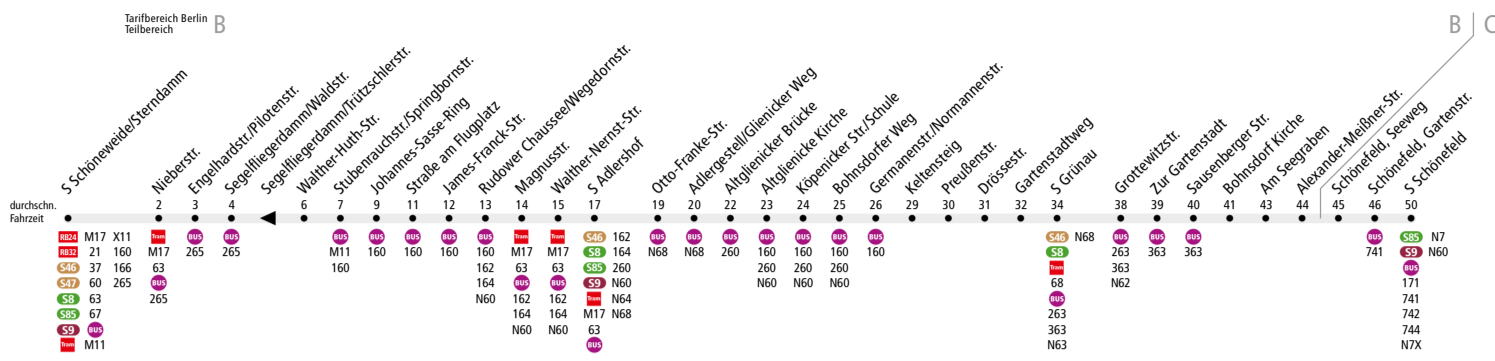 Tarifbereich Berlin B
Teilbereich
B C
S Schöneweide/Sterndamm
Nieberstr.
Engelhardtstr./Pilotenstr.
Segelfliegerdamm/Waldstr.
Segelfliegerdamm/Trützschlerstr.
Walther-Huth-Str.
Stubenrauchstr./Springbornstr.
Johannes-Sasse-Ring
Straße am Flugplatz
James-Franck-Str.
Rudower Chaussee/Wegedornstr.
Magnusstr.
Walther-Nernst-Str.
S Adlershof
Otto-Franke-Str.
Adlergestell/Glienicker Weg
Altglienicker Brücke
Altglienicke Kirche
Köpenicker Str./Schule
Bohnsdorfer Weg
Germanenstr./Normannenstr.
Keltensteig
Preußenstr.
Drössestr.
Gartenstadtweg
S Grünau
Grottewitzstr.
Zur Gartenstadt
Sausenberger Str.
Bohnsdorf Kirche
Am Seegraben
Alexander-Meißner-Str.
Schönefeld, Seeweg
Schönefeld, Gartenstr.
S Schönefeld
durchschn. 2 3 4 6 7 9 11 12 13 14 15 17 19 20 22 23 24 25 26 29 30 31 32 34 38 39 40 41 43 44 45 46 50
Fahrzeit
RB24 M17 X11
RB32 21 160
S46 37 166
S47 60 265
S8 63
S85 67
S9 BUS
Tram M11
Tram
M17
63
BUS
265
BUS
265
BUS
265
BUS
M11
160
BUS
160
BUS
160
BUS
160
BUS
160
162
164
N60
Tram
M17
63
BUS
162
164
N60
Tram
M17
63
BUS
162
164
N60
S46 162
S8 164
S85 260
S9 N60
Tram N64
M17 N68
63
BUS
BUS
N68
BUS
N68
BUS
260
BUS
160
260
N60
BUS
160
260
N60
BUS
160
260
N60
BUS
160
S46 N68
S8
Tram
68
BUS
263
363
N63
BUS
263
363
N62
BUS
363
BUS
363
BUS
741
S85 N7
S9 N60
BUS
171
741
742
744
N7X